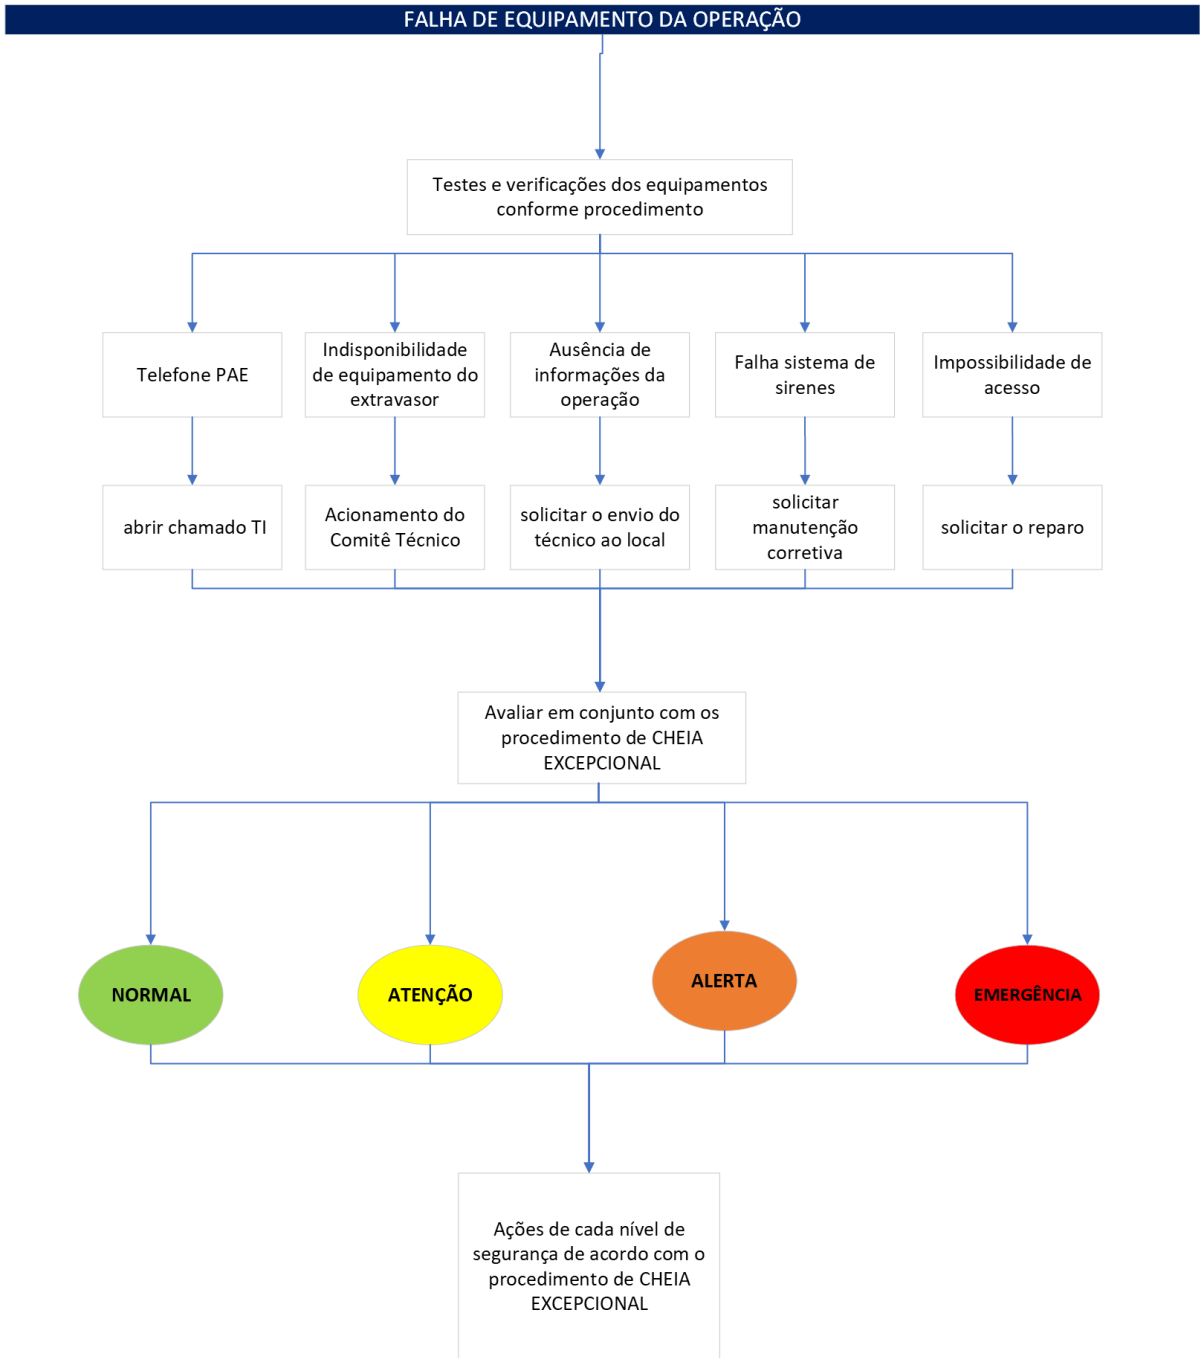 FALHA DE EQUIPAMENTO DA OPERAÇÃO
Testes e verificações dos equipamentos
conforme procedimento
Telefone PAE
Indisponibilidade
de equipamento do
extravasor
Ausência de
informações da
operação
Falha sistema de
sirenes
Impossibilidade de
acesso
abrir chamado TI
Acionamento do
Comitê Técnico
solicitar o envio do
técnico ao local
solicitar
manutenção
corretiva
solicitar o reparo
Avaliar em conjunto com os
procedimento de CHEIA
EXCEPCIONAL
NORMAL
ATENÇÃO
ALERTA
EMERGÊNCIA
Ações de cada nível de
segurança de acordo com o
procedimento de CHEIA
EXCEPCIONAL